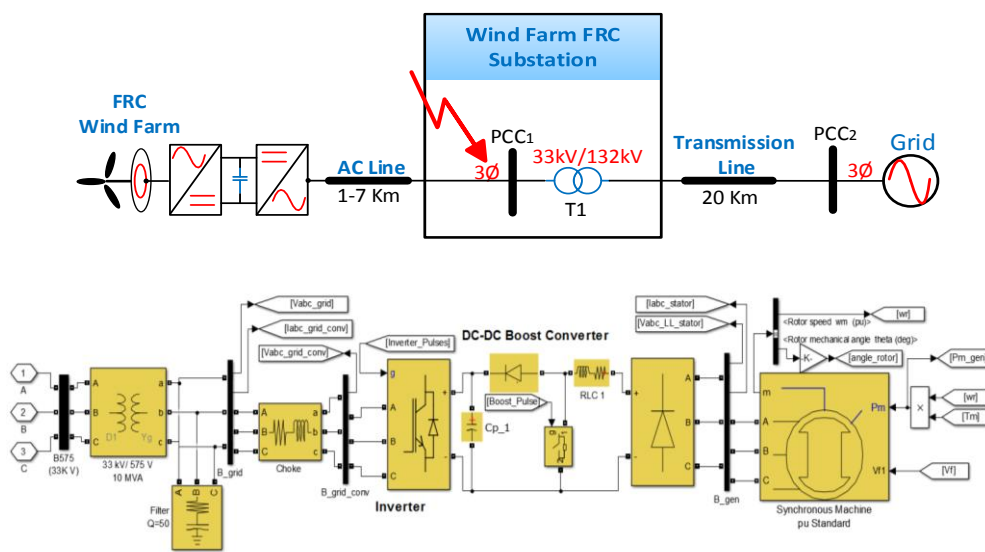 Wind Farm FRC
Substation
FRC
Wind Farm
AC Line
1-7 Km
3Ø
PCC1
33kV/132kV
T1
Transmission
Line
20 Km
PCC2
3Ø
Grid
[Vabc_grid]
[Iabc_grid_conv]
[Vabc_grid_conv]
[Inverter_Pulses]
DC-DC Boost Converter
[Iabc_stator]
[Vabc_LL_stator]
<Rotor speed wm (pu)>
[wr]
<Rotor mechanical angle theta (deg)>
-K-
[angle_rotor]
[Pm_gen]
[wr]
[Tm]
×
1
A
2
B
3
C
B575
(33K V)
A
B
C
a
b
c
D1
Yg
33 kV/ 575 V
10 MVA
B_grid
A
B
C
Filter
Q=50
A
B
C
a
b
c
Choke
B_grid_conv
g
A
B
C
+
-
Inverter
Cp_1
[Boost_Pulse]
g
RLC 1
+
-
A
B
C
B_gen
m
A
B
C
Pm
Vf1
[Vf]
Synchronous Machine
pu Standard